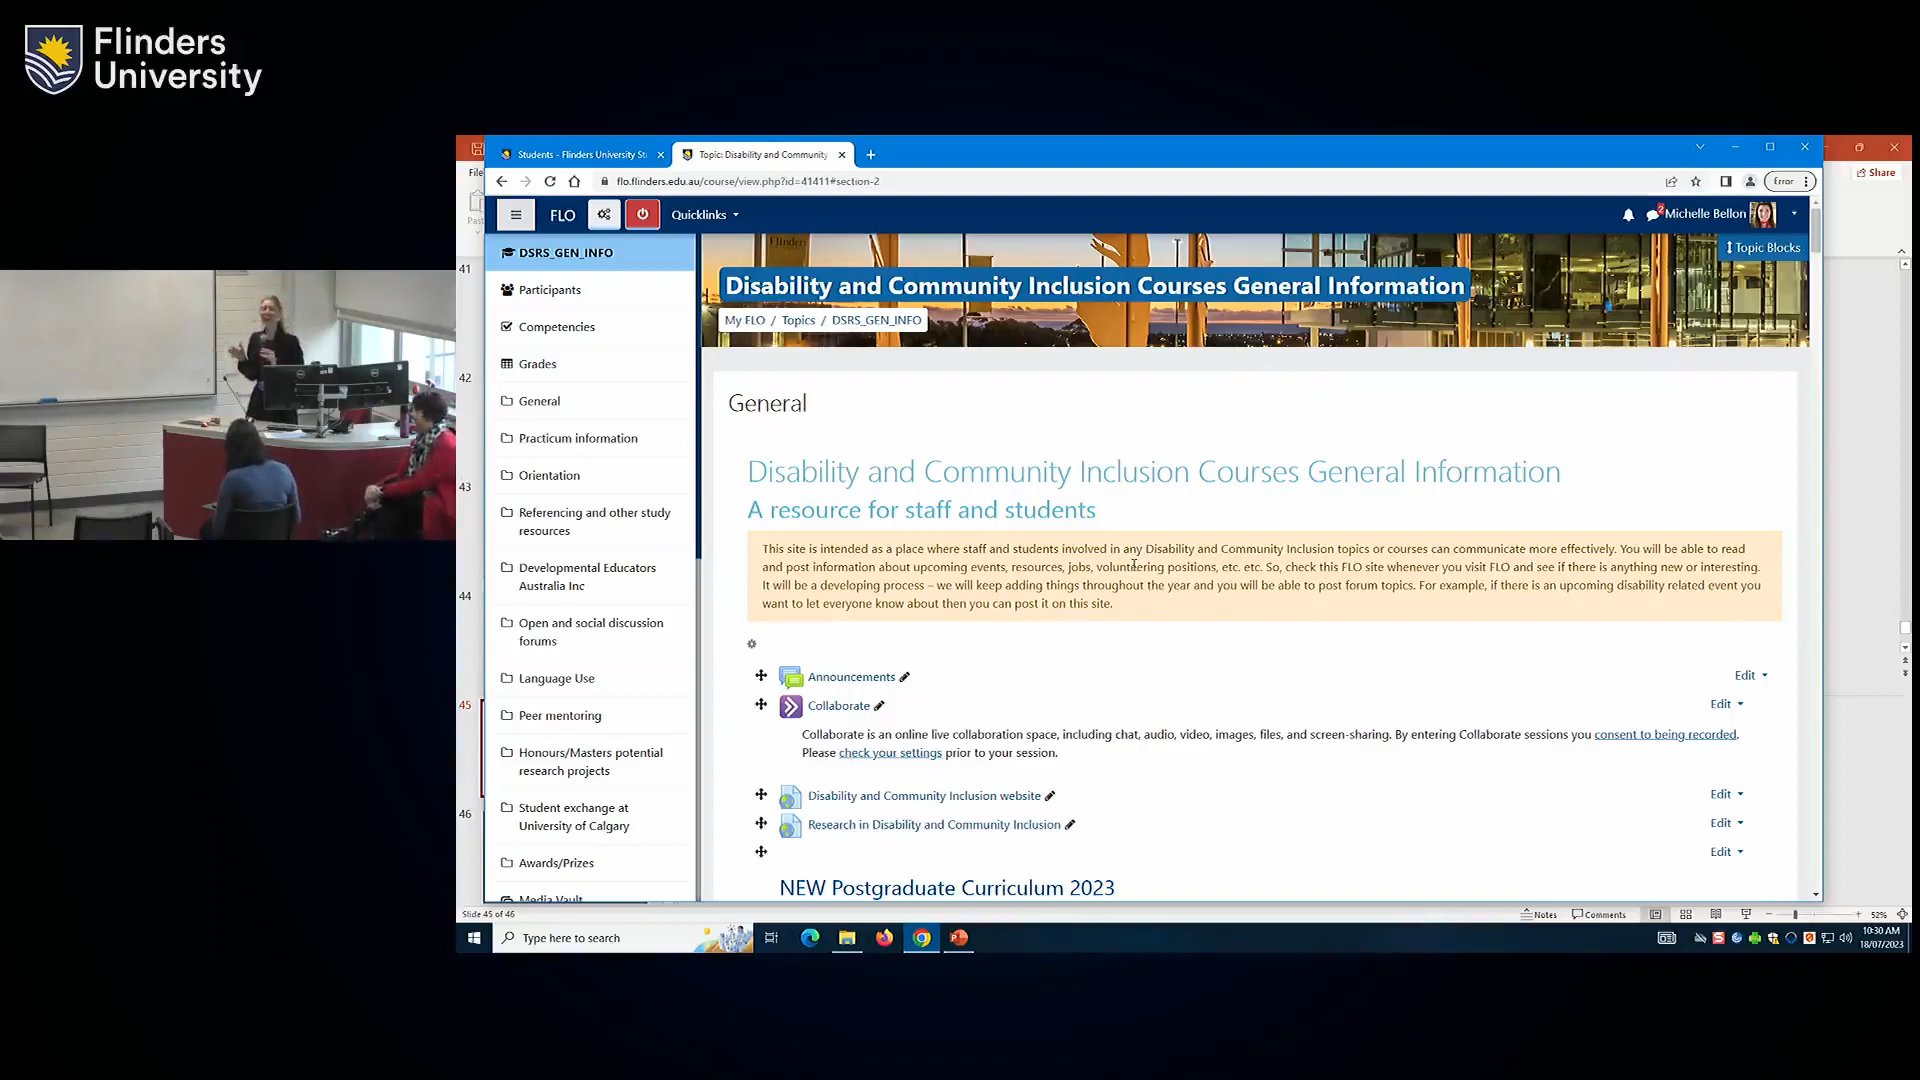 Flinders
University
Students - Flinders University St
Topic: Disability and Community
File
Share
flo.flinders.edu.au/course/view.php?id=41411#section-2
Error
Past
FLO
Quicklinks
2
Michelle Bellon
DSRS_GEN_INFO
Topic Blocks
41
Participants
Disability and Community Inclusion Courses General Information
My FLO / Topics / DSRS_GEN_INFO
Competencies
Grades
42
General
General
Practicum information
Orientation
Disability and Community Inclusion Courses General Information
43
A resource for staff and students
Referencing and other study
resources
This site is intended as a place where staff and students involved in any Disability and Community Inclusion topics or courses can communicate more effectively. You will be able to read
and post information about upcoming events, resources, jobs, volunteering positions, etc. etc. So, check this FLO site whenever you visit FLO and see if there is anything new or interesting.
It will be a developing process – we will keep adding things throughout the year and you will be able to post forum topics. For example, if there is an upcoming disability related event you
want to let everyone know about then you can post it on this site.
Developmental Educators
Australia Inc
44
Open and social discussion
forums
Language Use
Announcements
Edit
45
Collaborate
Edit
Peer mentoring
Collaborate is an online live collaboration space, including chat, audio, video, images, files, and screen-sharing. By entering Collaborate sessions you consent to being recorded.
Please check your settings prior to your session.
Honours/Masters potential
research projects
Disability and Community Inclusion website
Edit
Student exchange at
University of Calgary
46
Research in Disability and Community Inclusion
Edit
Edit
Awards/Prizes
NEW Postgraduate Curriculum 2023
Media Vault
Slide 45 of 46
Notes
Comments
52%
Type here to search
10:30 AM
18/07/2023